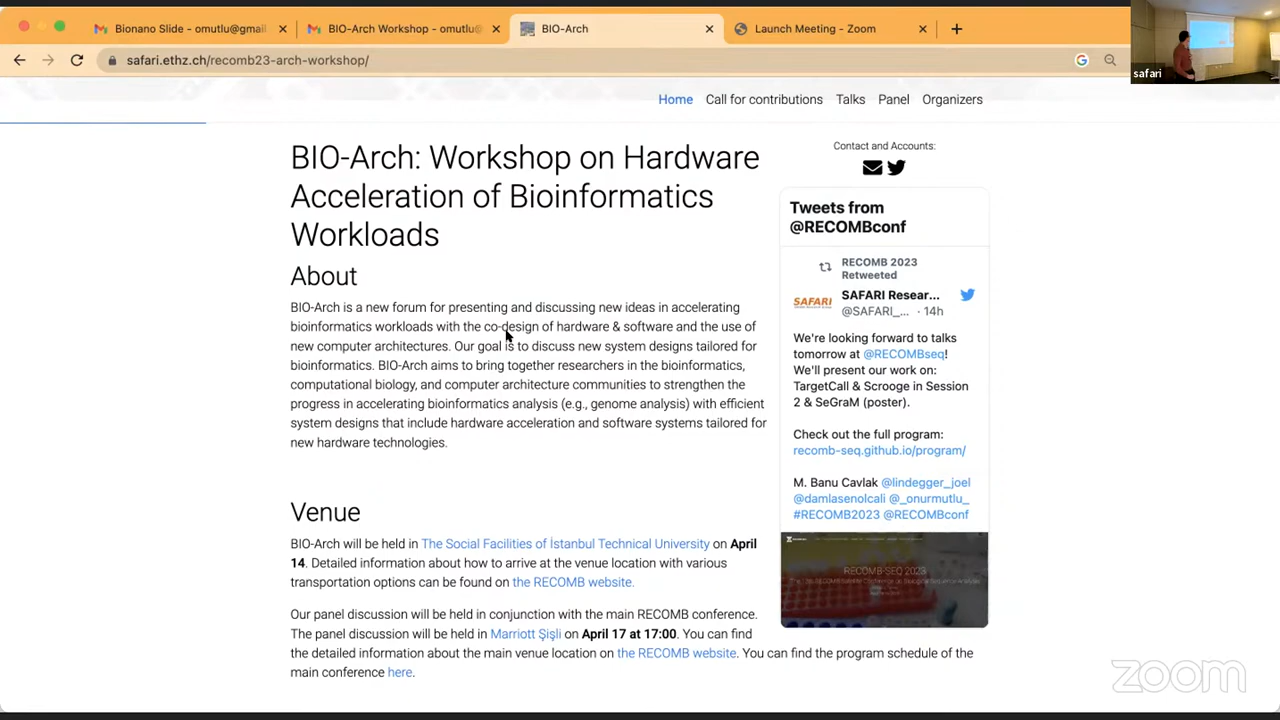 Bionano Slide - omutlu@gmail
BIO-Arch Workshop - omutlu@
BIO-Arch
Launch Meeting - Zoom
safari.ethz.ch/recomb23-arch-workshop/
safari
Home Call for contributions Talks Panel Organizers
BIO-Arch: Workshop on Hardware
Acceleration of Bioinformatics
Workloads
About
BIO-Arch is a new forum for presenting and discussing new ideas in accelerating
bioinformatics workloads with the co-design of hardware & software and the use of
new computer architectures. Our goal is to discuss new system designs tailored for
bioinformatics. BIO-Arch aims to bring together researchers in the bioinformatics,
computational biology, and computer architecture communities to strengthen the
progress in accelerating bioinformatics analysis (e.g., genome analysis) with efficient
system designs that include hardware acceleration and software systems tailored for
new hardware technologies.
Venue
BIO-Arch will be held in The Social Facilities of İstanbul Technical University on April
14. Detailed information about how to arrive at the venue location with various
transportation options can be found on the RECOMB website.
Our panel discussion will be held in conjunction with the main RECOMB conference.
The panel discussion will be held in Marriott Şişli on April 17 at 17:00. You can find
the detailed information about the main venue location on the RECOMB website. You can find the program schedule of the
main conference here.
Contact and Accounts:
Tweets from
@RECOMBconf
RECOMB 2023
Retweeted
SAFARI
SAFARI Resear...
@SAFARI_... · 14h
We're looking forward to talks
tomorrow at @RECOMBseq!
We'll present our work on:
TargetCall & Scrooge in Session
2 & SeGraM (poster).
Check out the full program:
recomb-seq.github.io/program/
M. Banu Cavlak @lindegger_joel
@damlasenolcali @_onurmutlu_
#RECOMB2023 @RECOMBconf
RECOMB-SEQ 2023
zoom